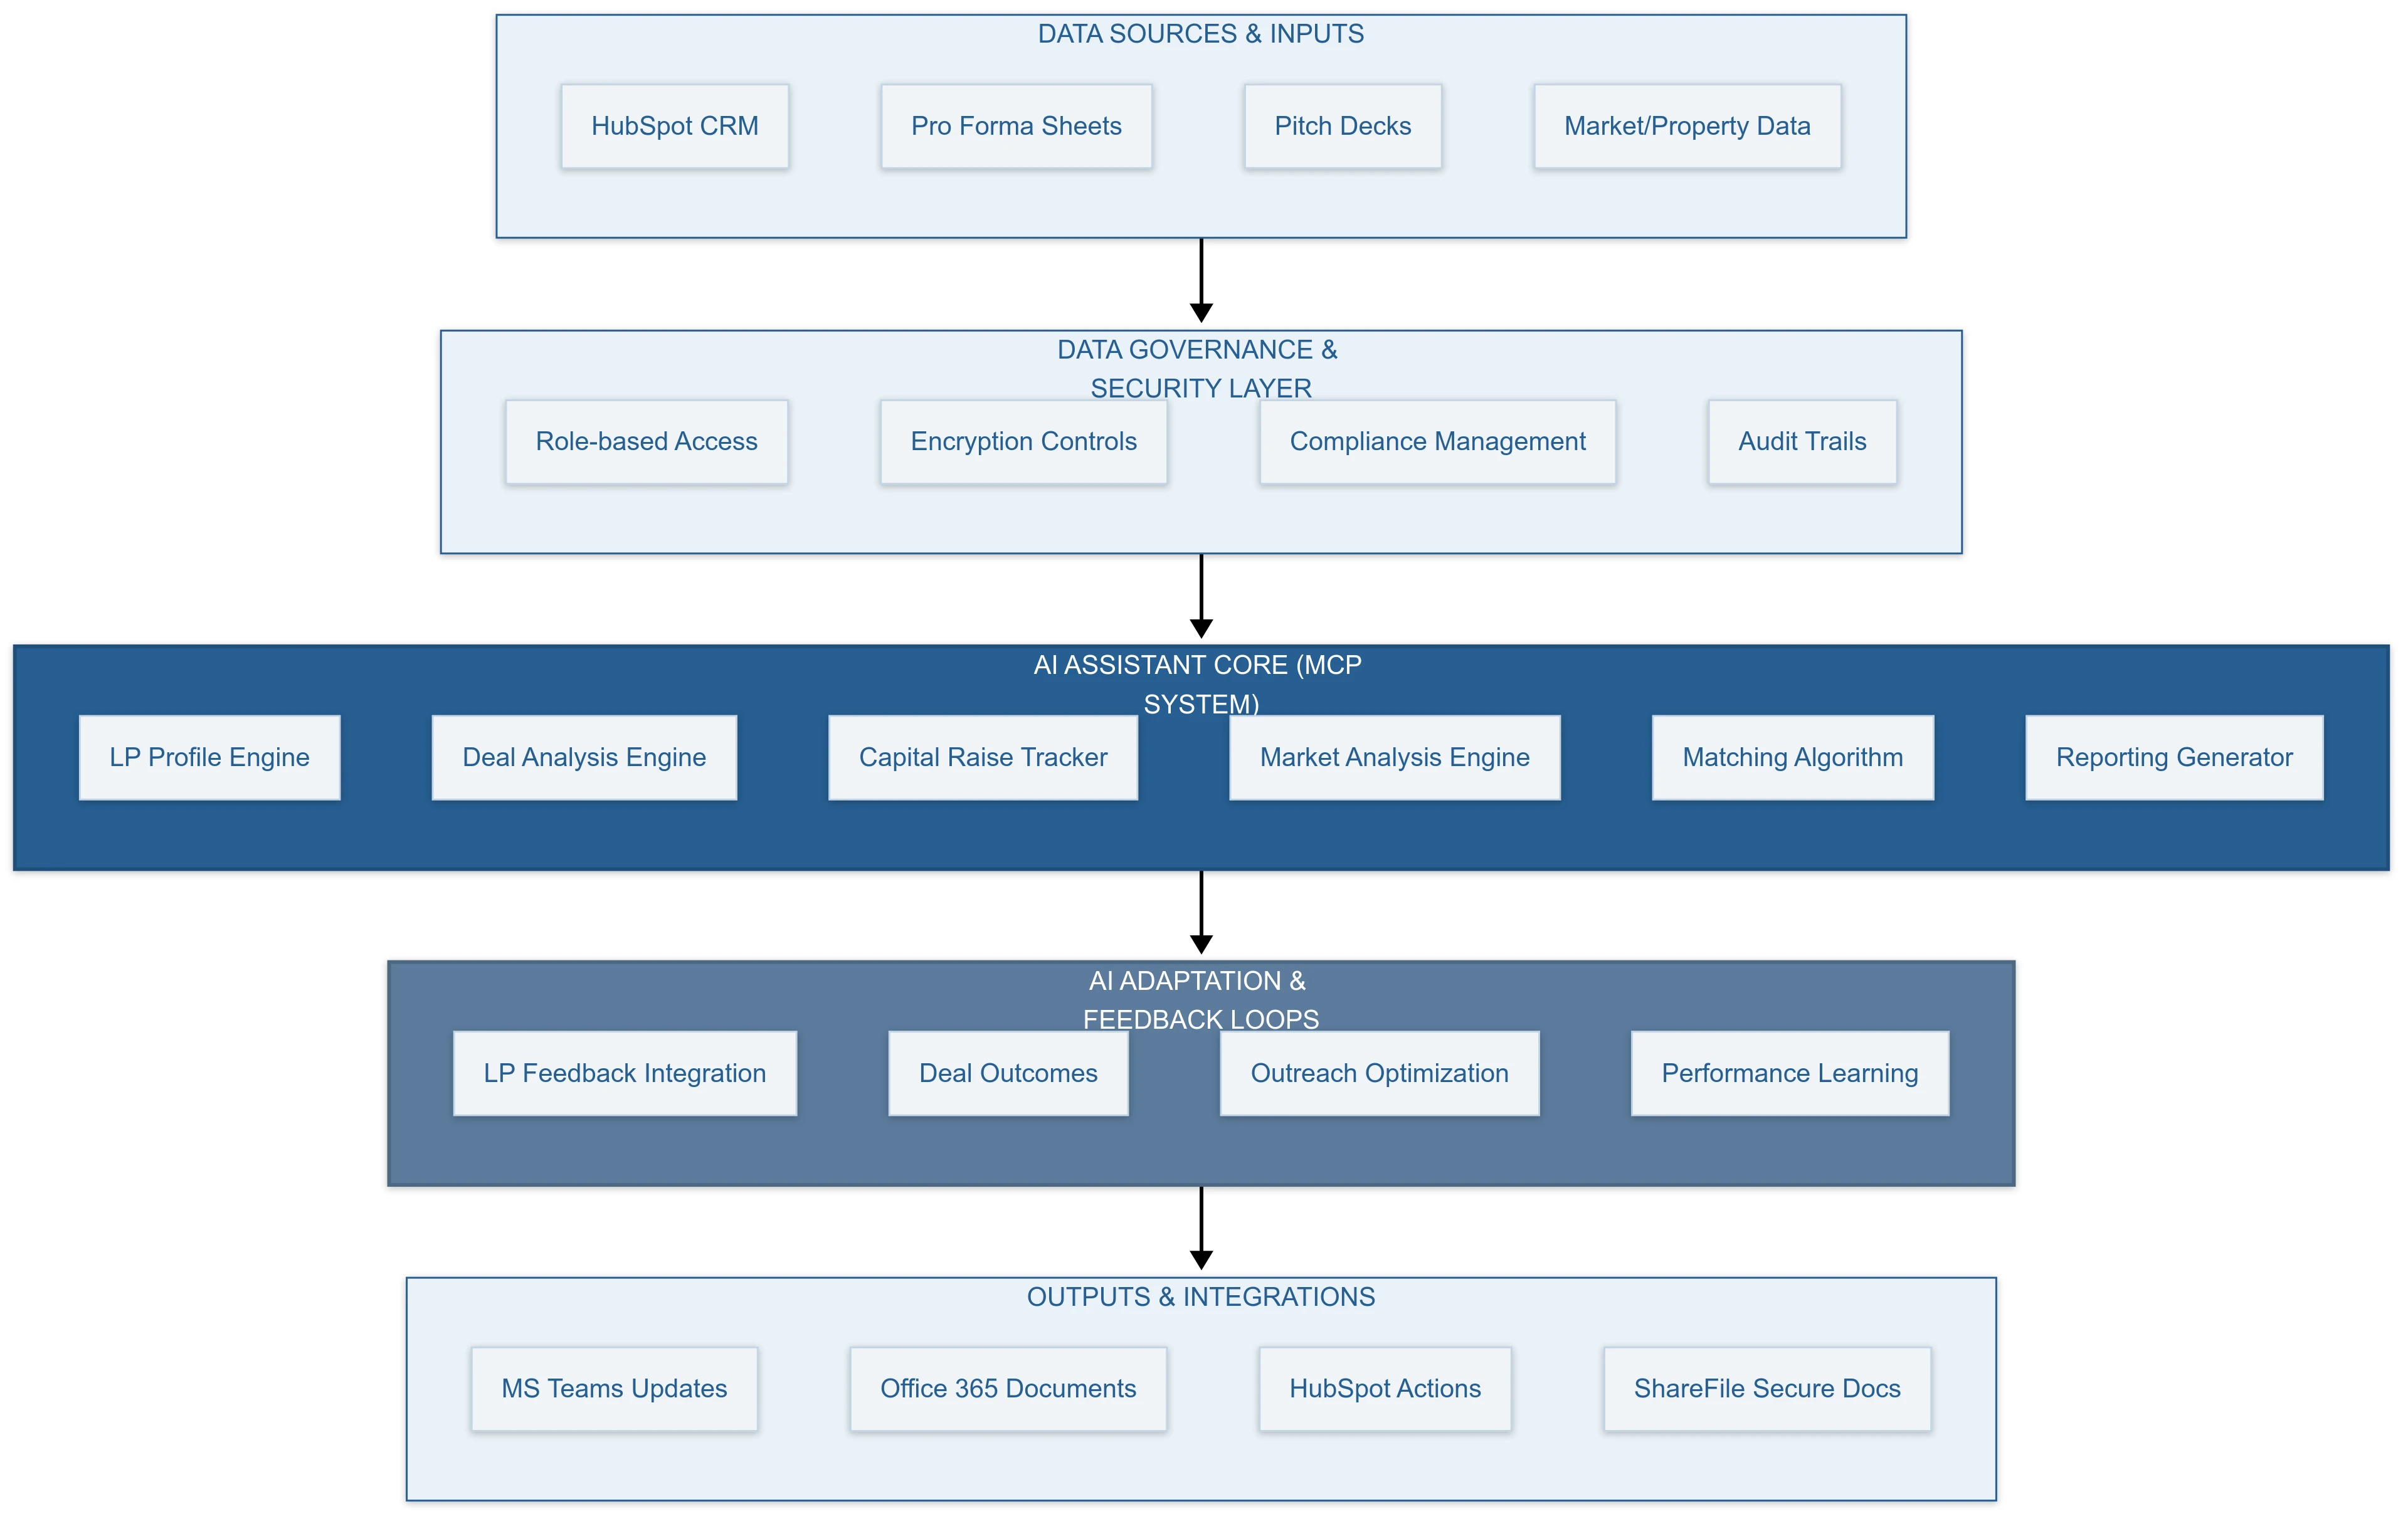 DATA SOURCES & INPUTS
HubSpot CRM
Pro Forma Sheets
Pitch Decks
Market/Property Data
DATA GOVERNANCE &
SECURITY LAYER
Role-based Access
Encryption Controls
Compliance Management
Audit Trails
AI ASSISTANT CORE (MCP
SYSTEM)
LP Profile Engine
Deal Analysis Engine
Capital Raise Tracker
Market Analysis Engine
Matching Algorithm
Reporting Generator
AI ADAPTATION &
FEEDBACK LOOPS
LP Feedback Integration
Deal Outcomes
Outreach Optimization
Performance Learning
OUTPUTS & INTEGRATIONS
MS Teams Updates
Office 365 Documents
HubSpot Actions
ShareFile Secure Docs